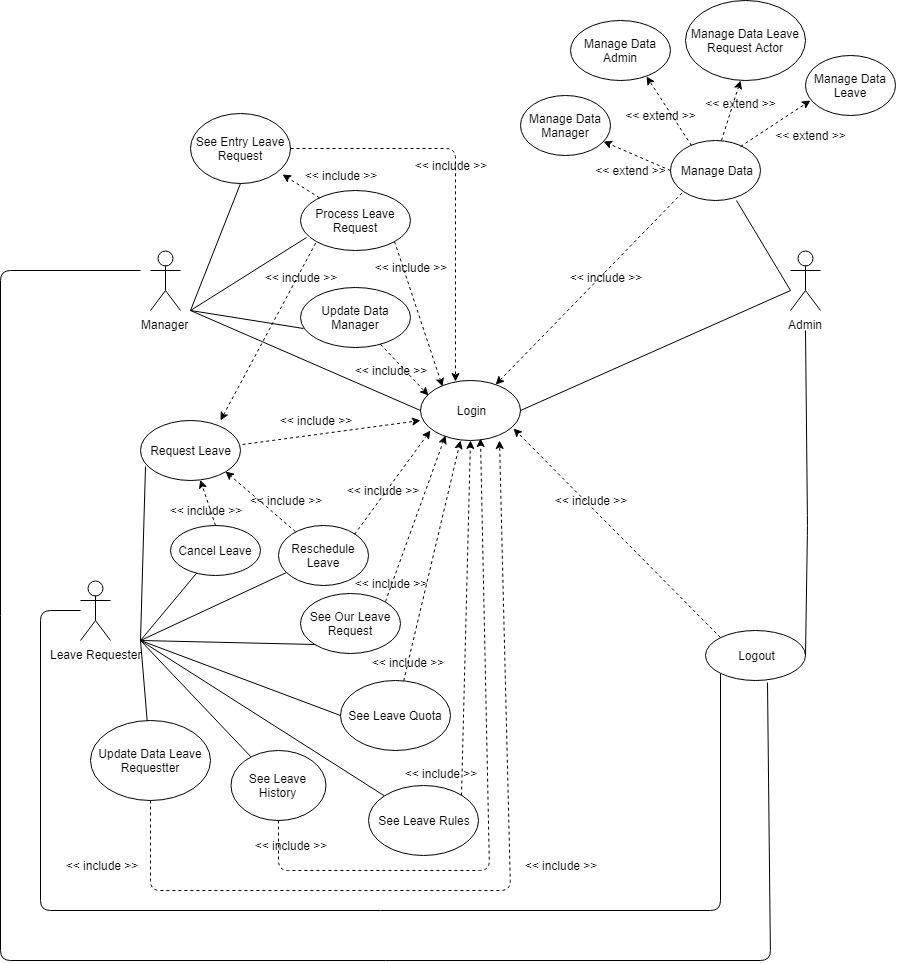 Manage Data Leave
Request Actor
Manage Data
Admin
Manage Data
Leave
Manage Data
Manager
<< extend >>
<< extend >>
<< extend >>
<< extend >>
Manage Data
See Entry Leave
Request
<< include >>
<< include >>
Process Leave
Request
<< include >>
<< include >>
<< include >>
Manager
Update Data
Manager
Admin
<< include >>
Login
Request Leave
<< include >>
<< include >>
<< include >>
<< include >>
<< include >>
Cancel Leave
Reschedule
Leave
<< include >>
See Our Leave
Request
Leave Requester
Logout
<< include >>
See Leave Quota
Update Data Leave
Requestter
See Leave
History
<< include >>
See Leave Rules
<< include >>
<< include >>
<< include >>